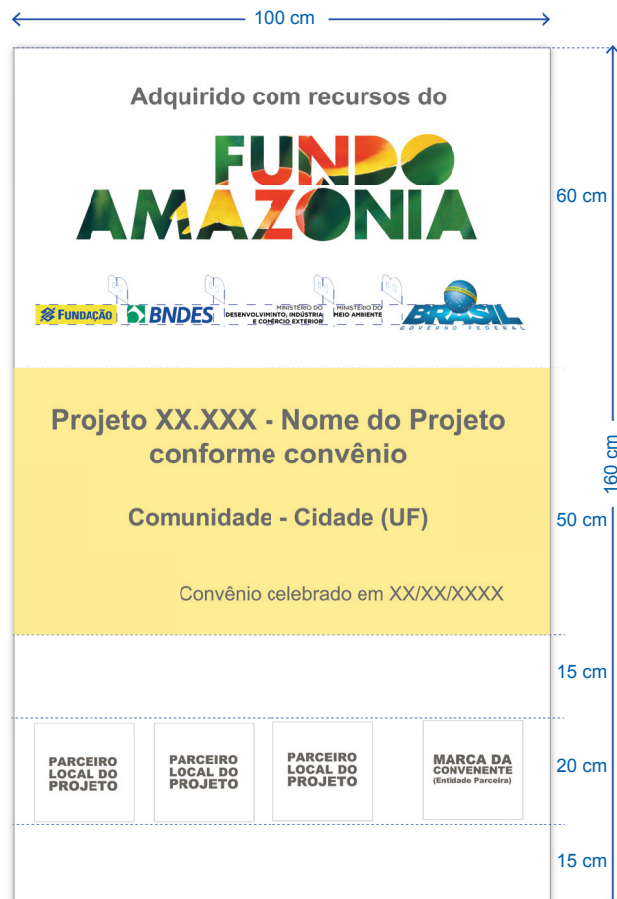 100 cm
Adquirido com recursos do
FUNDO
AMAZÔNIA
60 cm
FUNDAÇÃO
BNDES
MINISTÉRIO DO
DESENVOLVIMINTO, INDÚSTRIA
E COMÉRCIO EXTERIOR
MINISTÉRIO DO
MEIO AMBIENTE
BRASIL
GOVERNO FEDERAL
Projeto XX.XXX - Nome do Projeto
conforme convênio
160 cm
Comunidade - Cidade (UF)
50 cm
Convênio celebrado em XX/XX/XXXX
15 cm
PARCEIRO
LOCAL DO
PROJETO
PARCEIRO
LOCAL DO
PROJETO
PARCEIRO
LOCAL DO
PROJETO
MARCA DA
CONVENENTE
(Entidade Parceira)
20 cm
15 cm